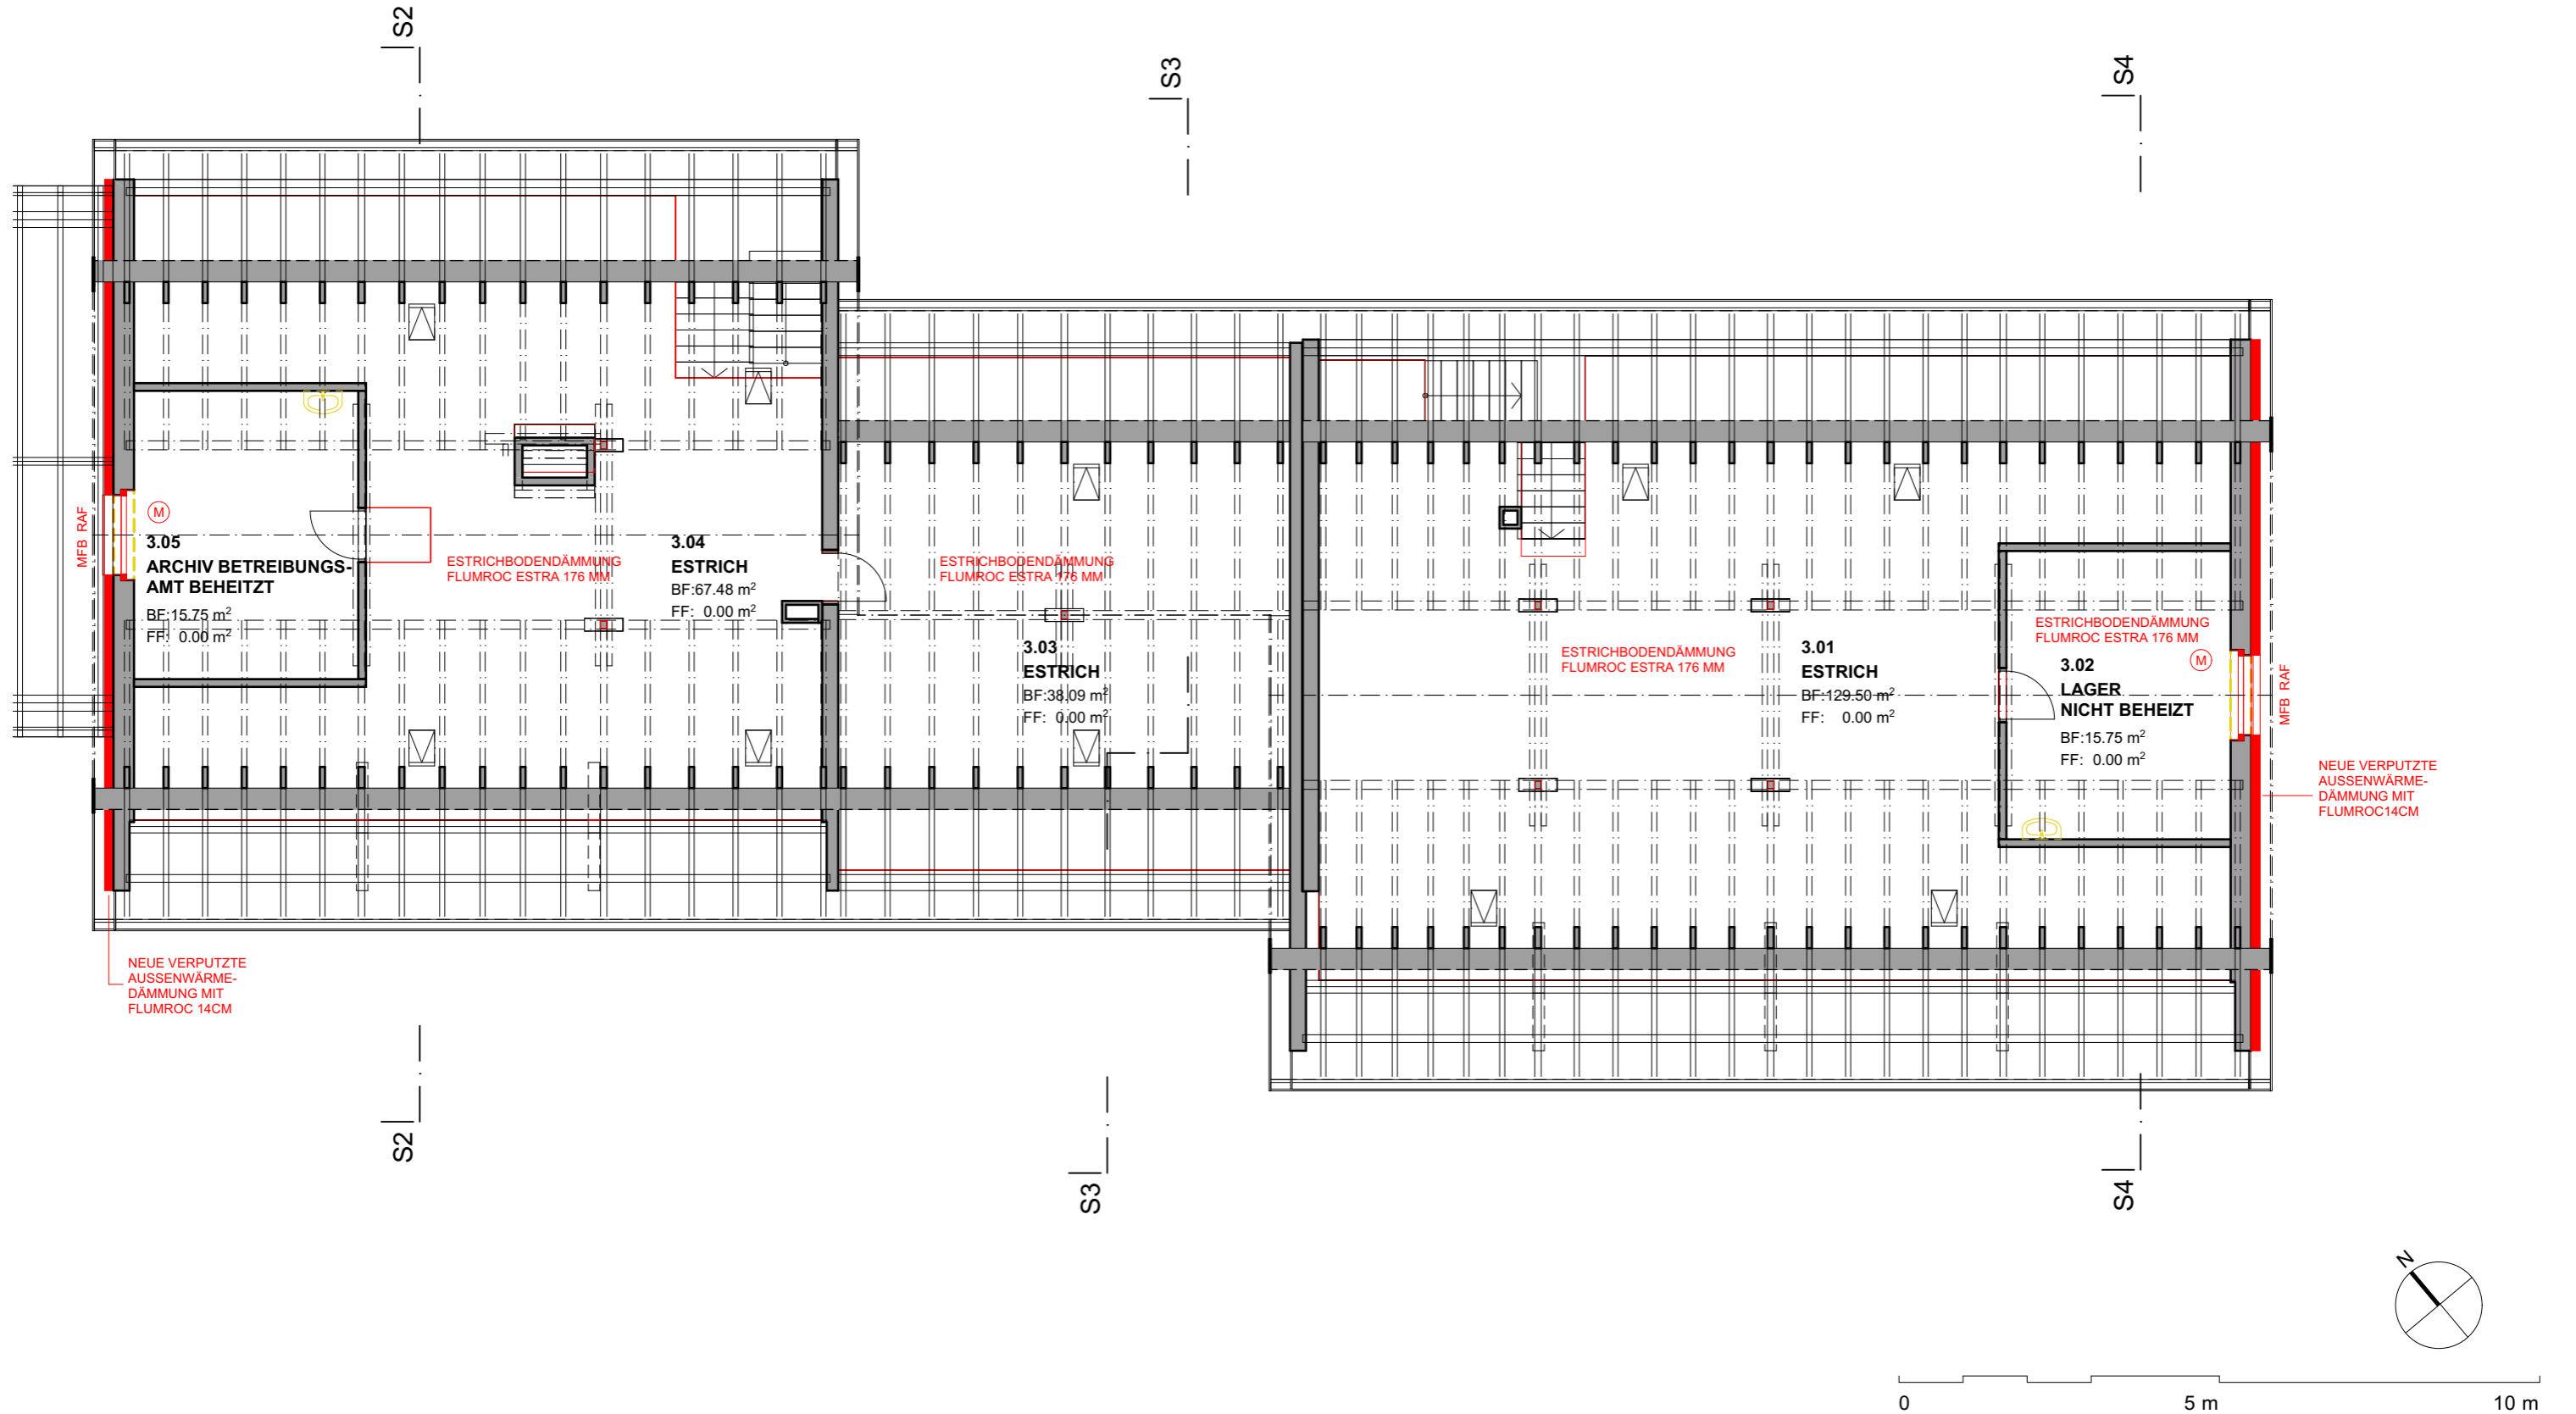 S2
S3
S4
MFB RAF
M
3.05
ARCHIV BETREIBUNGS-
AMT BEHEITZT
BF:15.75 m²
FF: 0.00 m²
ESTRICHBODENDÄMMUNG
FLUMROC ESTRA 176 MM
3.04
ESTRICH
BF:67.48 m²
FF: 0.00 m²
ESTRICHBODENDÄMMUNG
FLUMROC ESTRA 176 MM
3.03
ESTRICH
BF:38.09 m²
FF: 0.00 m²
ESTRICHBODENDÄMMUNG
FLUMROC ESTRA 176 MM
3.01
ESTRICH
BF:129.50 m²
FF: 0.00 m²
ESTRICHBODENDÄMMUNG
FLUMROC ESTRA 176 MM
M
3.02
LAGER
NICHT BEHEIZT
BF:15.75 m²
FF: 0.00 m²
MFB RAF
NEUE VERPUTZTE
AUSSENWÄRME-
DÄMMUNG MIT
FLUMROC14CM
NEUE VERPUTZTE
AUSSENWÄRME-
DÄMMUNG MIT
FLUMROC 14CM
S2
S3
S4
N
0 5 m 10 m